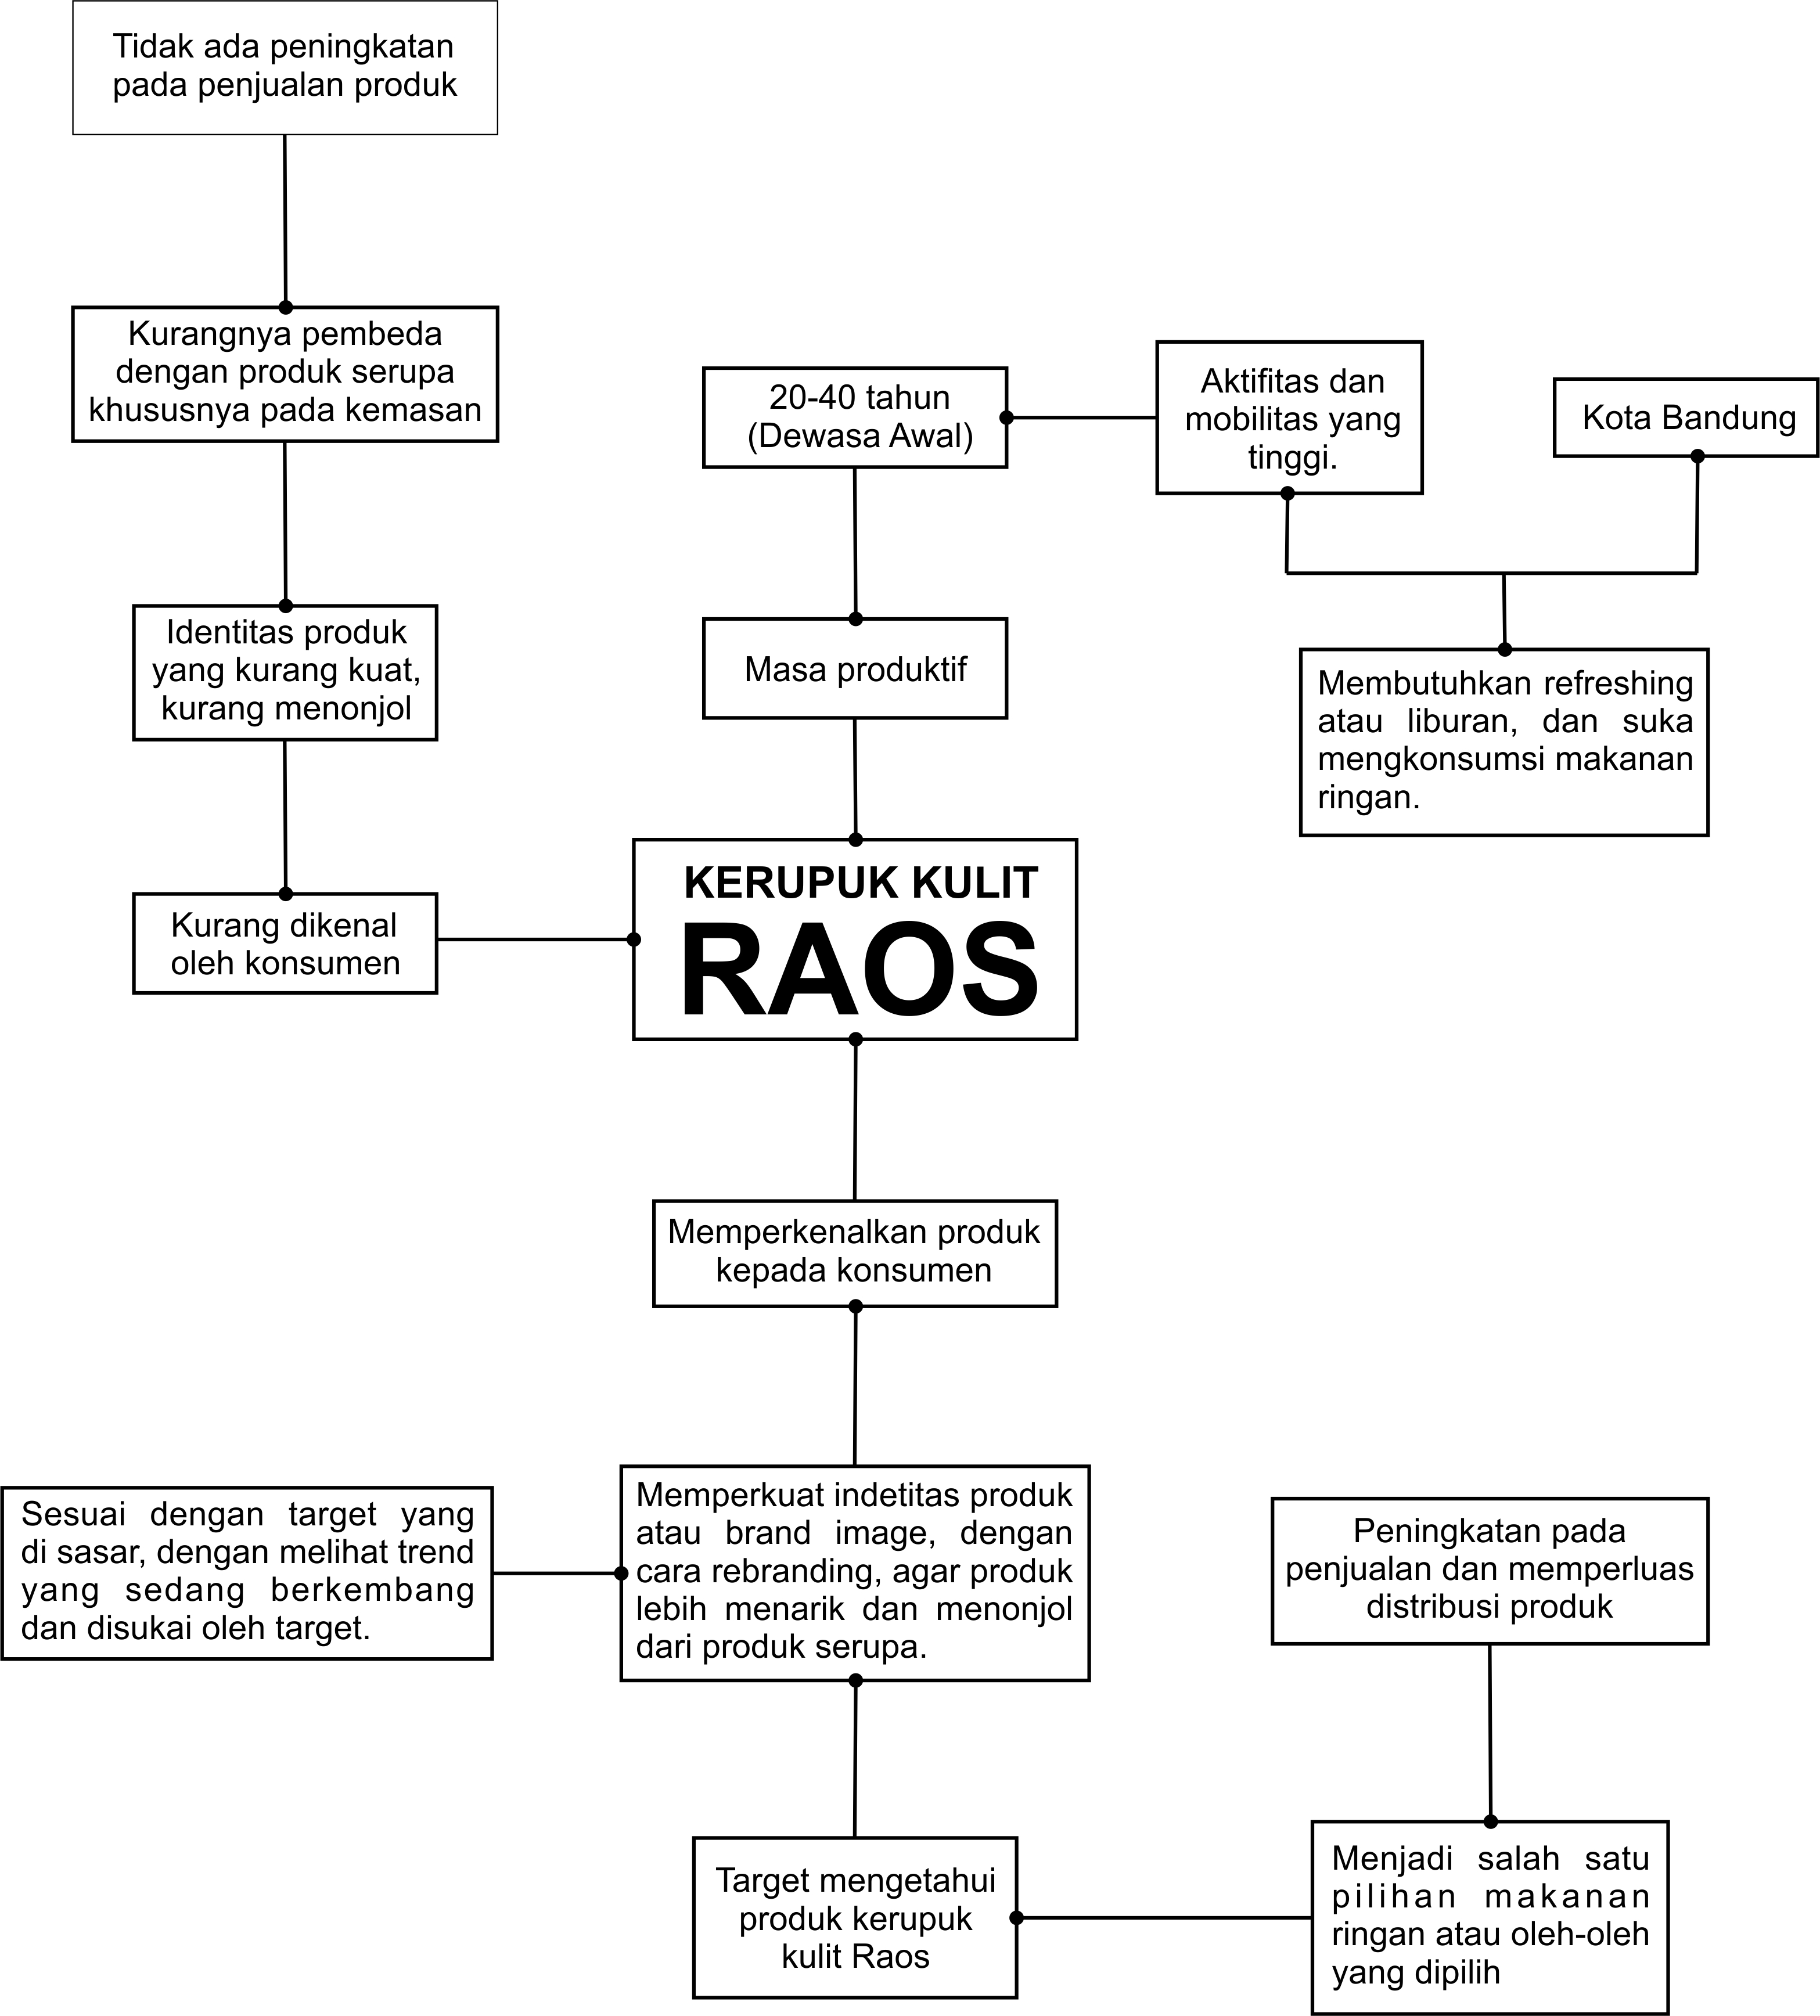 Tidak ada peningkatan
pada penjualan produk
Kurangnya pembeda
dengan produk serupa
khususnya pada kemasan
Identitas produk
yang kurang kuat,
kurang menonjol
Kurang dikenal
oleh konsumen
20-40 tahun
(Dewasa Awal)
Aktifitas dan
mobilitas yang
tinggi.
Kota Bandung
Masa produktif
Membutuhkan refreshing
atau liburan, dan suka
mengkonsumsi makanan
ringan.
KERUPUK KULIT
RAOS
Memperkenalkan produk
kepada konsumen
Sesuai dengan target yang
di sasar, dengan melihat trend
yang sedang berkembang
dan disukai oleh target.
Memperkuat indetitas produk
atau brand image, dengan
cara rebranding, agar produk
lebih menarik dan menonjol
dari produk serupa.
Peningkatan pada
penjualan dan memperluas
distribusi produk
Target mengetahui
produk kerupuk
kulit Raos
Menjadi salah satu
pilihan makanan
ringan atau oleh-oleh
yang dipilih